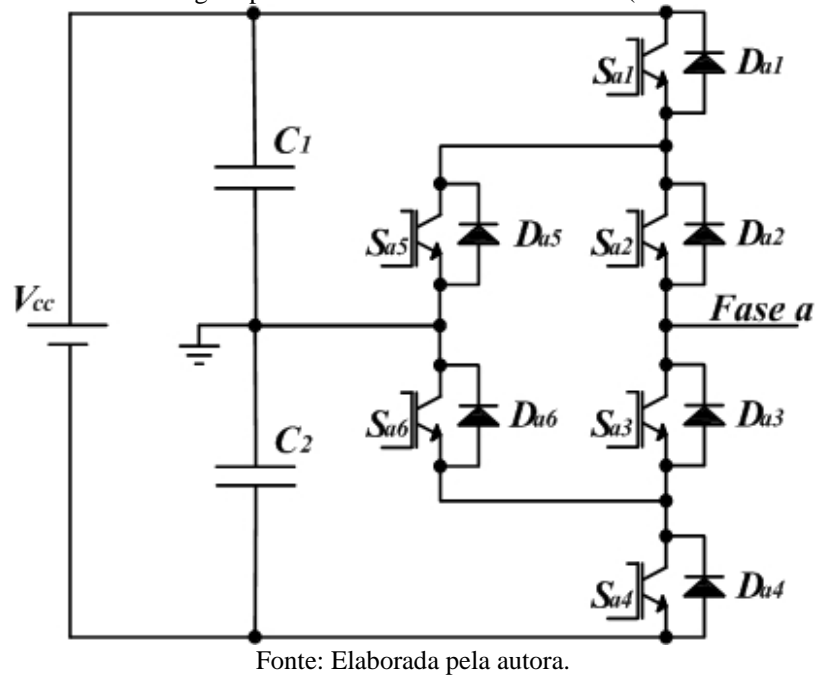 Sa1 Da1
C1
Sa5 Da5 Sa2 Da2
Vcc Fase a
Sa6 Da6 Sa3 Da3
C2
Sa4 Da4
Fonte: Elaborada pela autora.